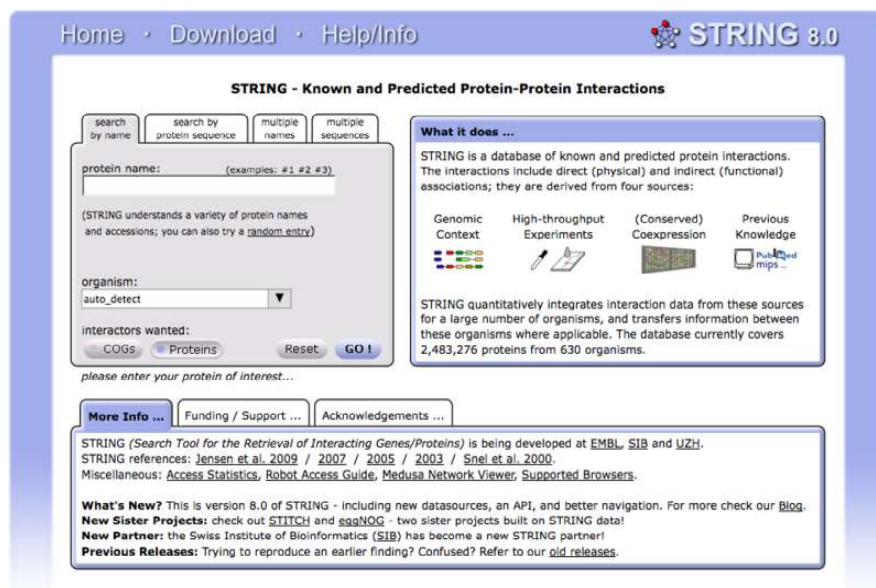 Home · Download · Help/Info
STRING 8.0
STRING - Known and Predicted Protein-Protein Interactions
search
by name
search by
protein sequence
multiple
names
multiple
sequences
protein name:
(examples: #1 #2 #3)
(STRING understands a variety of protein names
and accessions; you can also try a random entry)
organism:
auto_detect
▼
interactors wanted:
COGs
Proteins
Reset
GO !
please enter your protein of interest...
What it does ...
STRING is a database of known and predicted protein interactions.
The interactions include direct (physical) and indirect (functional)
associations; they are derived from four sources:
Genomic
Context
High-throughput
Experiments
(Conserved)
Coexpression
Previous
Knowledge
PubMed
mips ...
STRING quantitatively integrates interaction data from these sources
for a large number of organisms, and transfers information between
these organisms where applicable. The database currently covers
2,483,276 proteins from 630 organisms.
More Info ...
Funding / Support ...
Acknowledgements ...
STRING (Search Tool for the Retrieval of Interacting Genes/Proteins) is being developed at EMBL, SIB and UZH.
STRING references: Jensen et al. 2009 / 2007 / 2005 / 2003 / Snel et al. 2000.
Miscellaneous: Access Statistics, Robot Access Guide, Medusa Network Viewer, Supported Browsers.
What's New? This is version 8.0 of STRING - including new datasources, an API, and better navigation. For more check our Blog.
New Sister Projects: check out STITCH and eggNOG - two sister projects built on STRING data!
New Partner: the Swiss Institute of Bioinformatics (SIB) has become a new STRING partner!
Previous Releases: Trying to reproduce an earlier finding? Confused? Refer to our old releases.